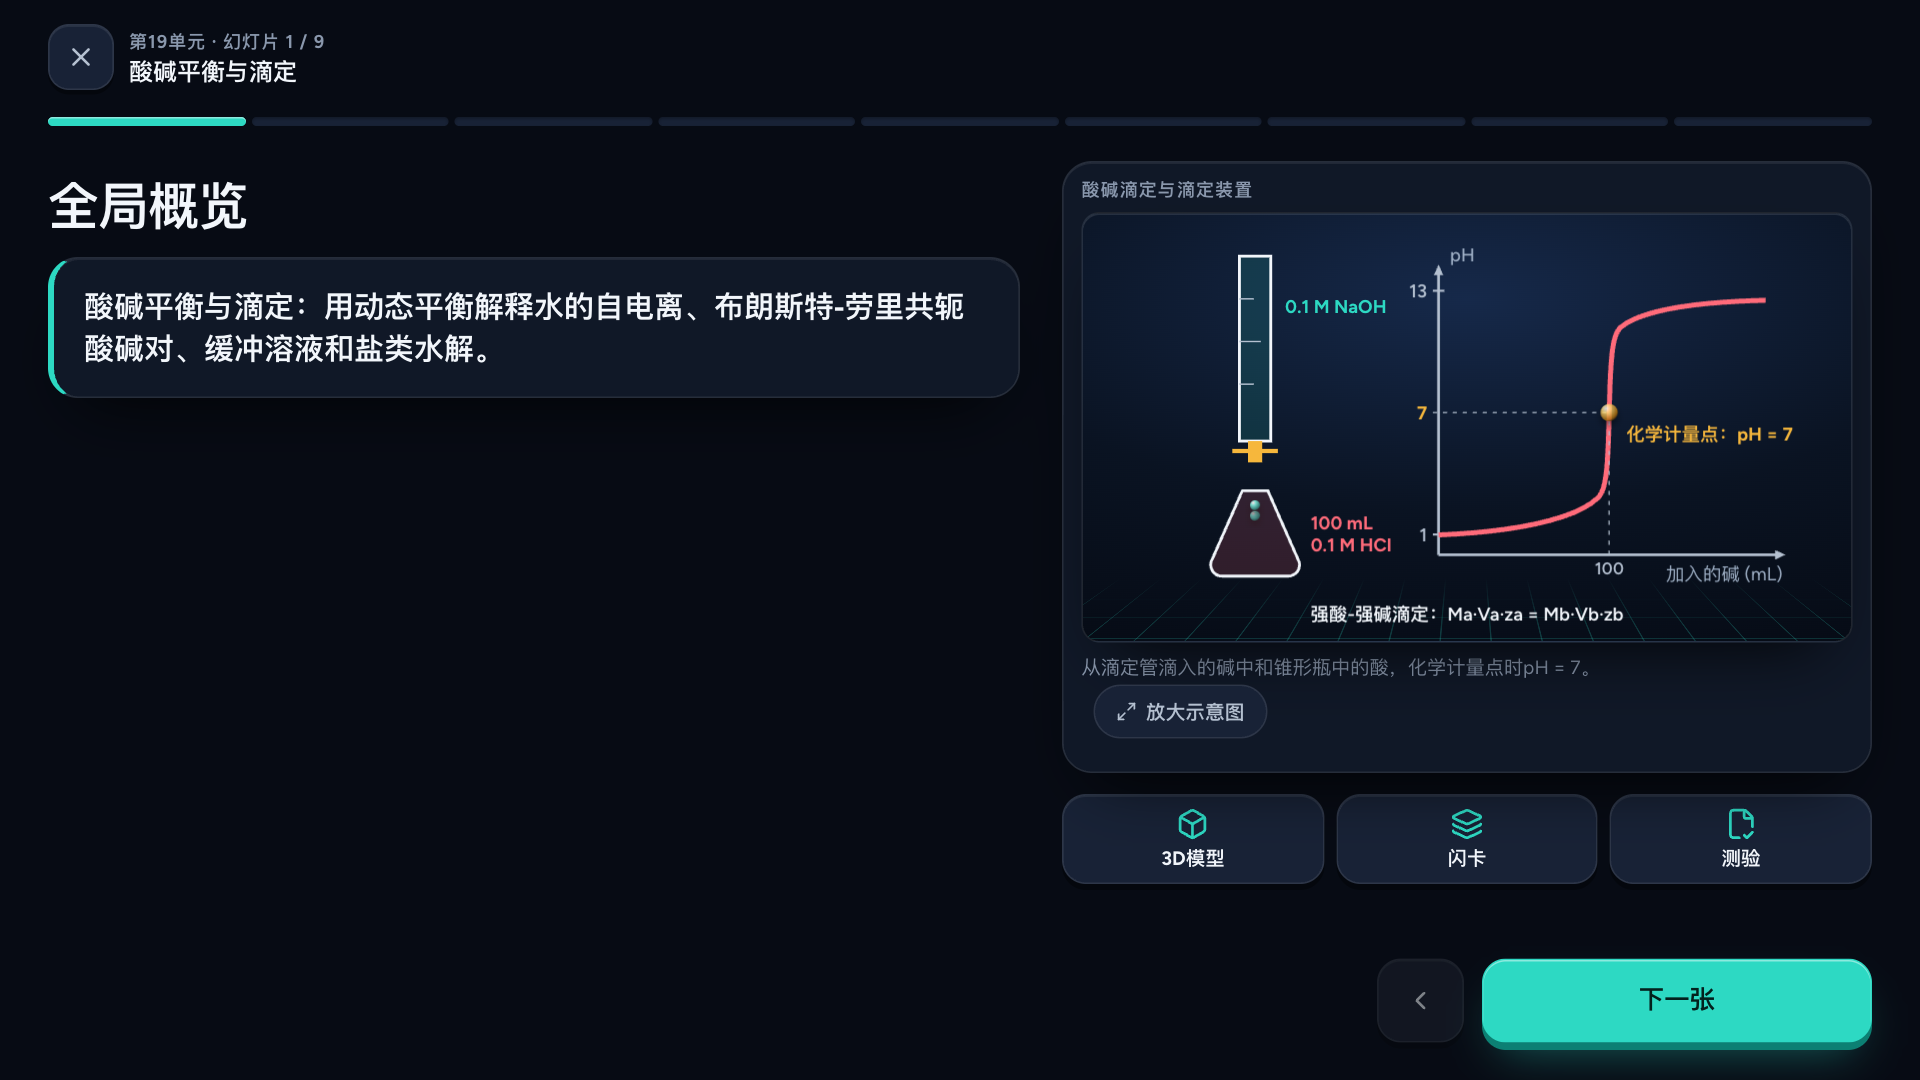 第19单元 · 幻灯片 1 / 9
酸碱平衡与滴定
全局概览
酸碱平衡与滴定：用动态平衡解释水的自电离、布朗斯特-劳里共轭
酸碱对、缓冲溶液和盐类水解。
酸碱滴定与滴定装置
0.1 M NaOH
100 mL
0.1 M HCl
pH
13
7
1
化学计量点：pH = 7
100
加入的碱 (mL)
强酸-强碱滴定：Ma·Va·za = Mb·Vb·zb
从滴定管滴入的碱中和锥形瓶中的酸，化学计量点时pH = 7。
放大示意图
3D模型
闪卡
测验
下一张